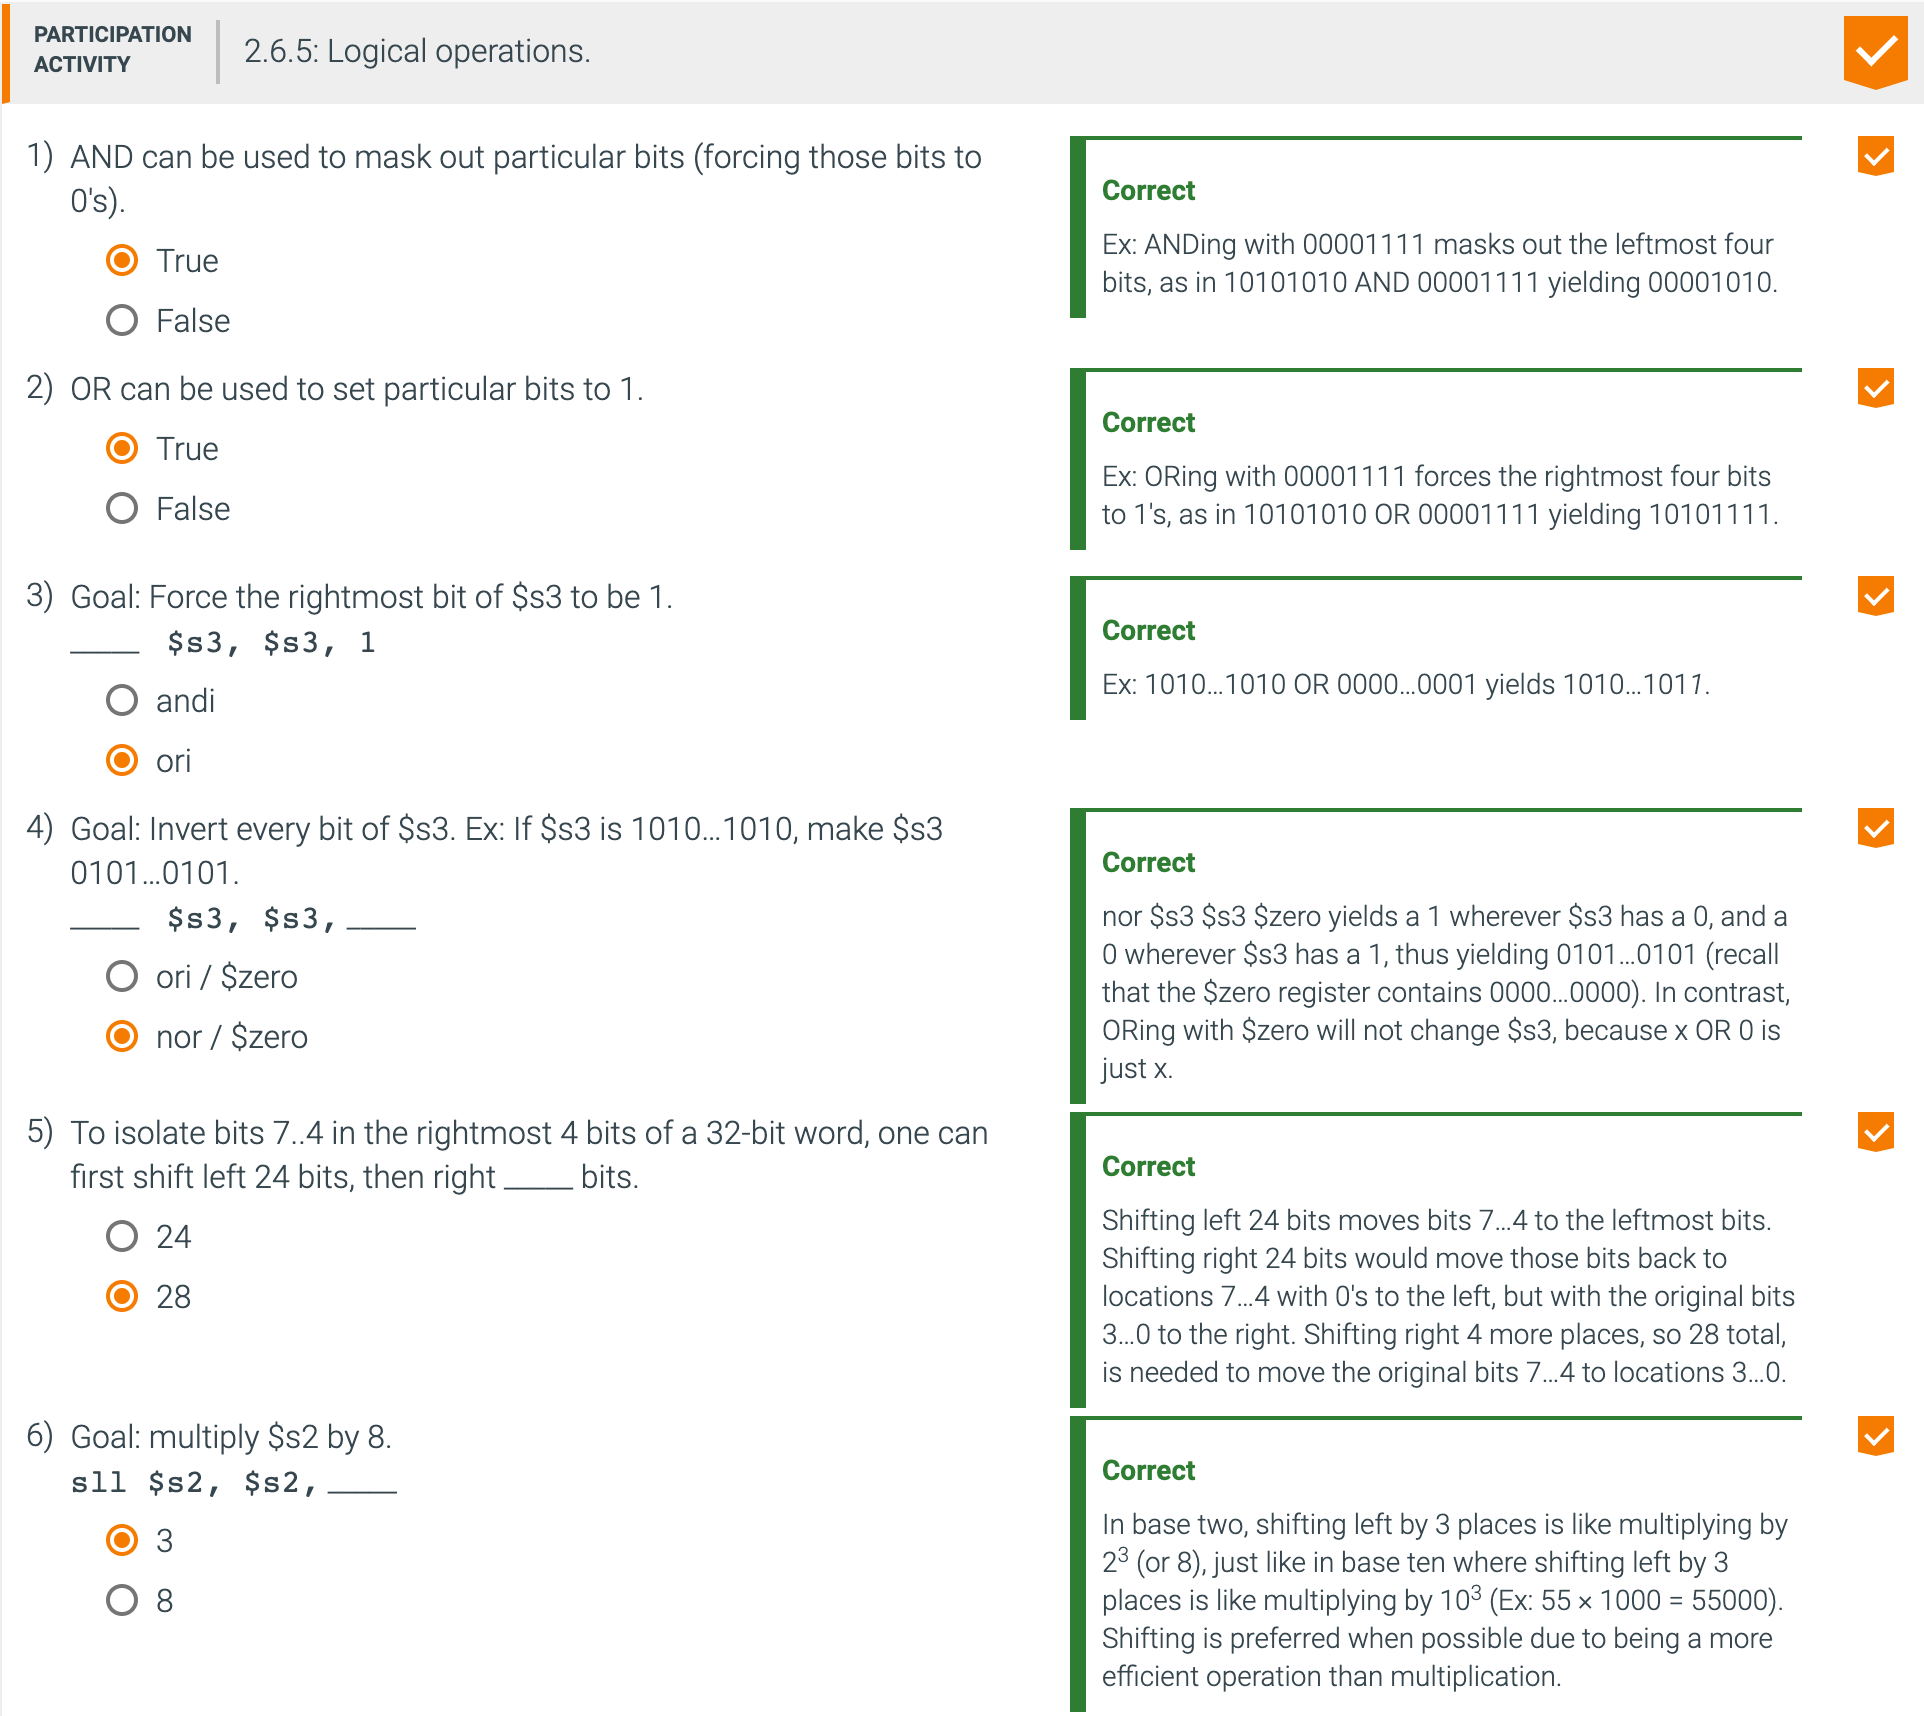 PARTICIPATION
ACTIVITY
2.6.5: Logical operations.
1) AND can be used to mask out particular bits (forcing those bits to
0's).
True
False
Correct
Ex: ANDing with 00001111 masks out the leftmost four
bits, as in 10101010 AND 00001111 yielding 00001010.
2) OR can be used to set particular bits to 1.
True
False
Correct
Ex: ORing with 00001111 forces the rightmost four bits
to 1's, as in 10101010 OR 00001111 yielding 10101111.
3) Goal: Force the rightmost bit of $s3 to be 1.
____ $s3, $s3, 1
andi
ori
Correct
Ex: 1010...1010 OR 0000...0001 yields 1010...1011.
4) Goal: Invert every bit of $s3. Ex: If $s3 is 1010...1010, make $s3
0101...0101.
____ $s3, $s3, ____
ori / $zero
nor / $zero
Correct
nor $s3 $s3 $zero yields a 1 wherever $s3 has a 0, and a
0 wherever $s3 has a 1, thus yielding 0101...0101 (recall
that the $zero register contains 0000...0000). In contrast,
ORing with $zero will not change $s3, because x OR 0 is
just x.
5) To isolate bits 7..4 in the rightmost 4 bits of a 32-bit word, one can
first shift left 24 bits, then right ____ bits.
24
28
Correct
Shifting left 24 bits moves bits 7...4 to the leftmost bits.
Shifting right 24 bits would move those bits back to
locations 7...4 with 0's to the left, but with the original bits
3...0 to the right. Shifting right 4 more places, so 28 total,
is needed to move the original bits 7...4 to locations 3...0.
6) Goal: multiply $s2 by 8.
sll $s2, $s2, ____
3
8
Correct
In base two, shifting left by 3 places is like multiplying by
2³ (or 8), just like in base ten where shifting left by 3
places is like multiplying by 10³ (Ex: 55 × 1000 = 55000).
Shifting is preferred when possible due to being a more
efficient operation than multiplication.